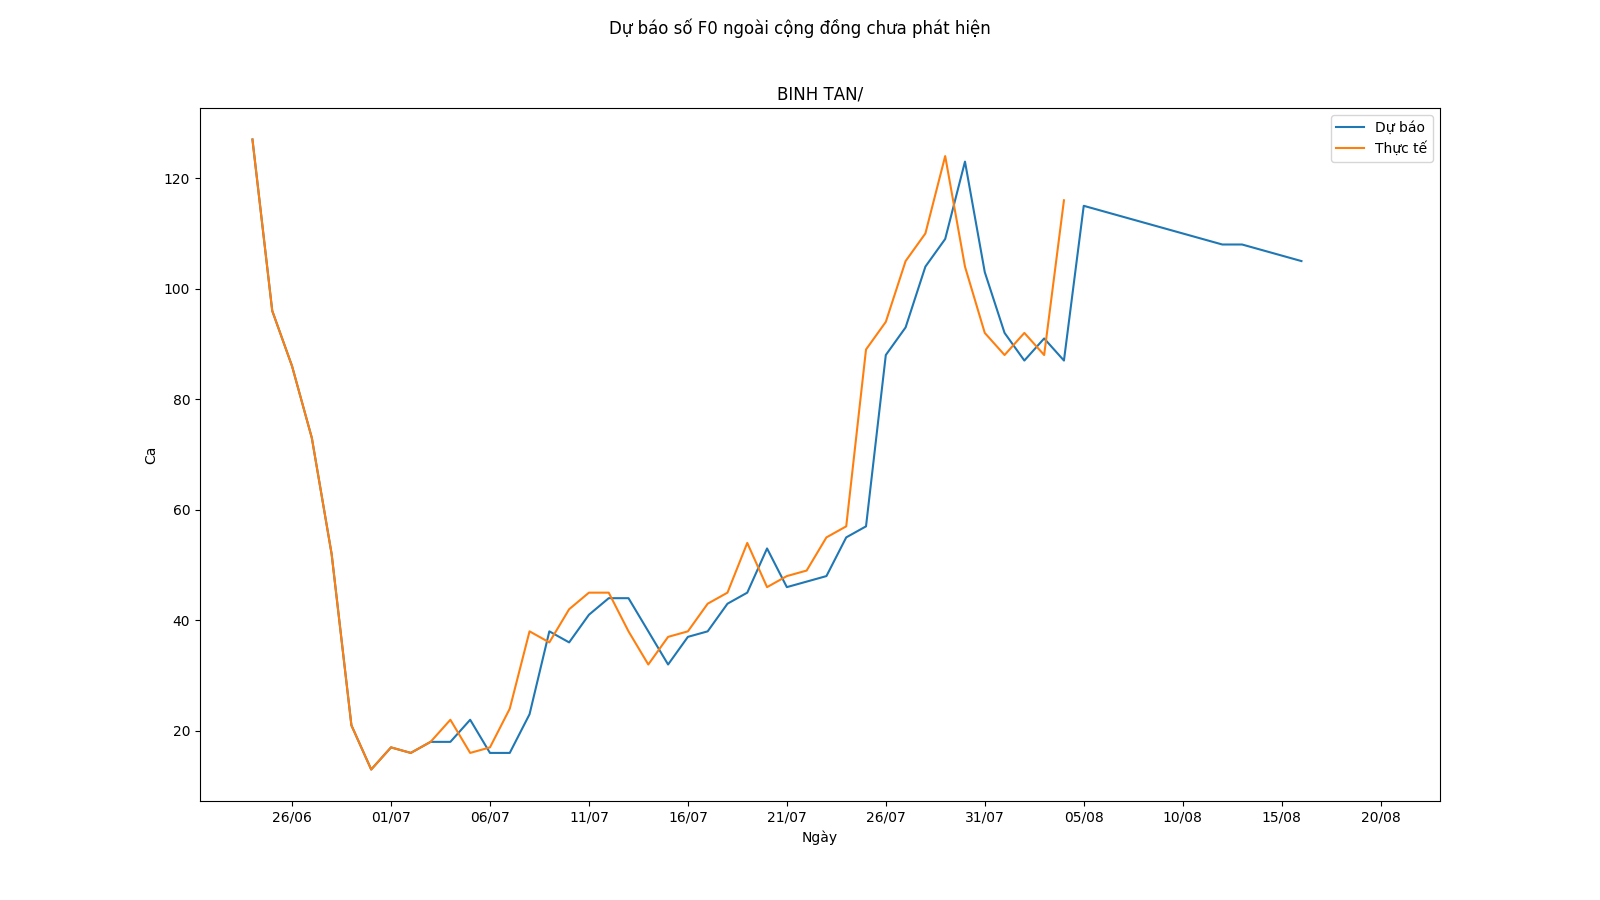 Dự báo số F0 ngoài cộng đồng chưa phát hiện
BINH TAN/
Dự báo
Thực tế
120
100
80
60
40
20
Ca
26/06 01/07 06/07 11/07 16/07 21/07 26/07 31/07 05/08 10/08 15/08 20/08
Ngày